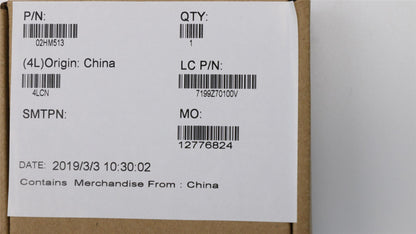 P/N: QTY:
02HM513 1
(4L)Origin: China LC P/N:
4LCN 7199Z70100V
SMTPN: MO:
12776824
DATE: 2019/3/3 10:30:02
Contains Merchandise From : China